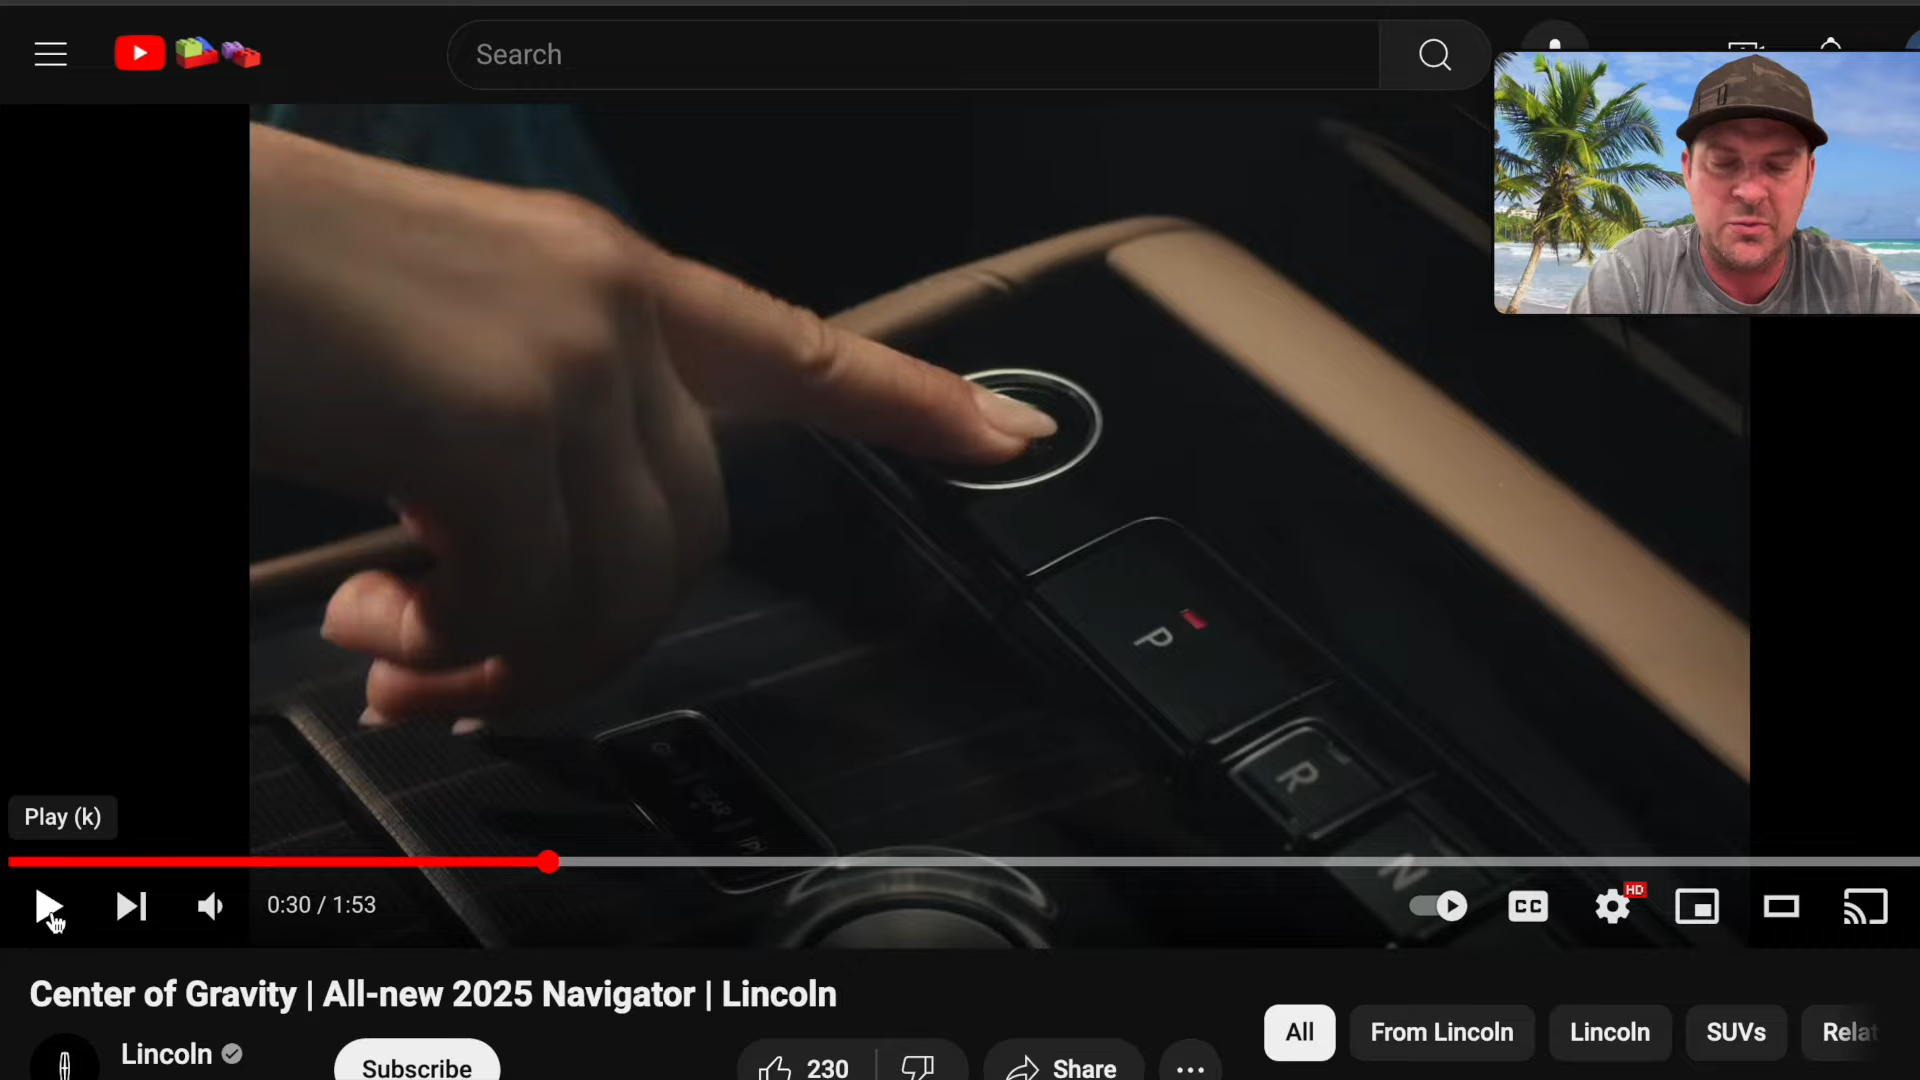 Search
P
R
N
Play (k)
0:30 / 1:53
CC
HD
Center of Gravity | All-new 2025 Navigator | Lincoln
Lincoln
Subscribe
230
Share
All
From Lincoln
Lincoln
SUVs